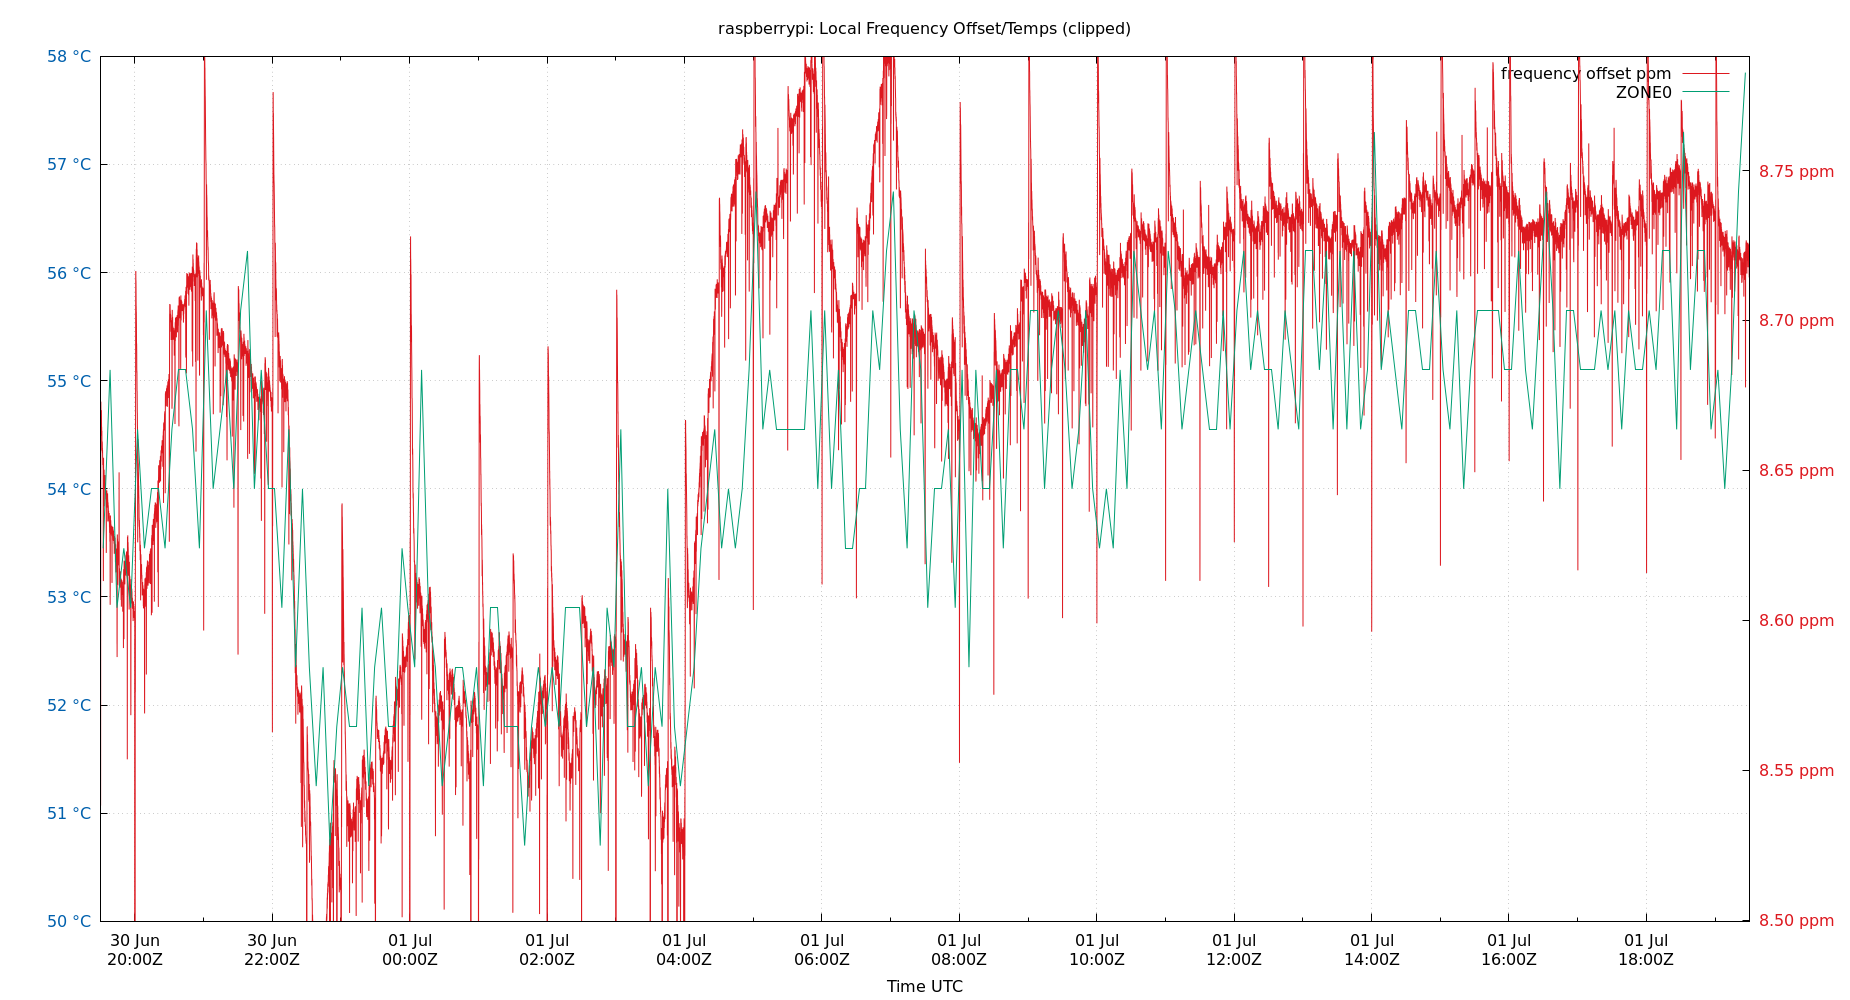 raspberrypi: Local Frequency Offset/Temps (clipped)
frequency offset ppm
ZONE0
58 °C
57 °C
56 °C
55 °C
54 °C
53 °C
52 °C
51 °C
50 °C
8.75 ppm
8.70 ppm
8.65 ppm
8.60 ppm
8.55 ppm
8.50 ppm
30 Jun 30 Jun 01 Jul 01 Jul 01 Jul 01 Jul 01 Jul 01 Jul 01 Jul 01 Jul 01 Jul 01 Jul
20:00Z 22:00Z 00:00Z 02:00Z 04:00Z 06:00Z 08:00Z 10:00Z 12:00Z 14:00Z 16:00Z 18:00Z
Time UTC